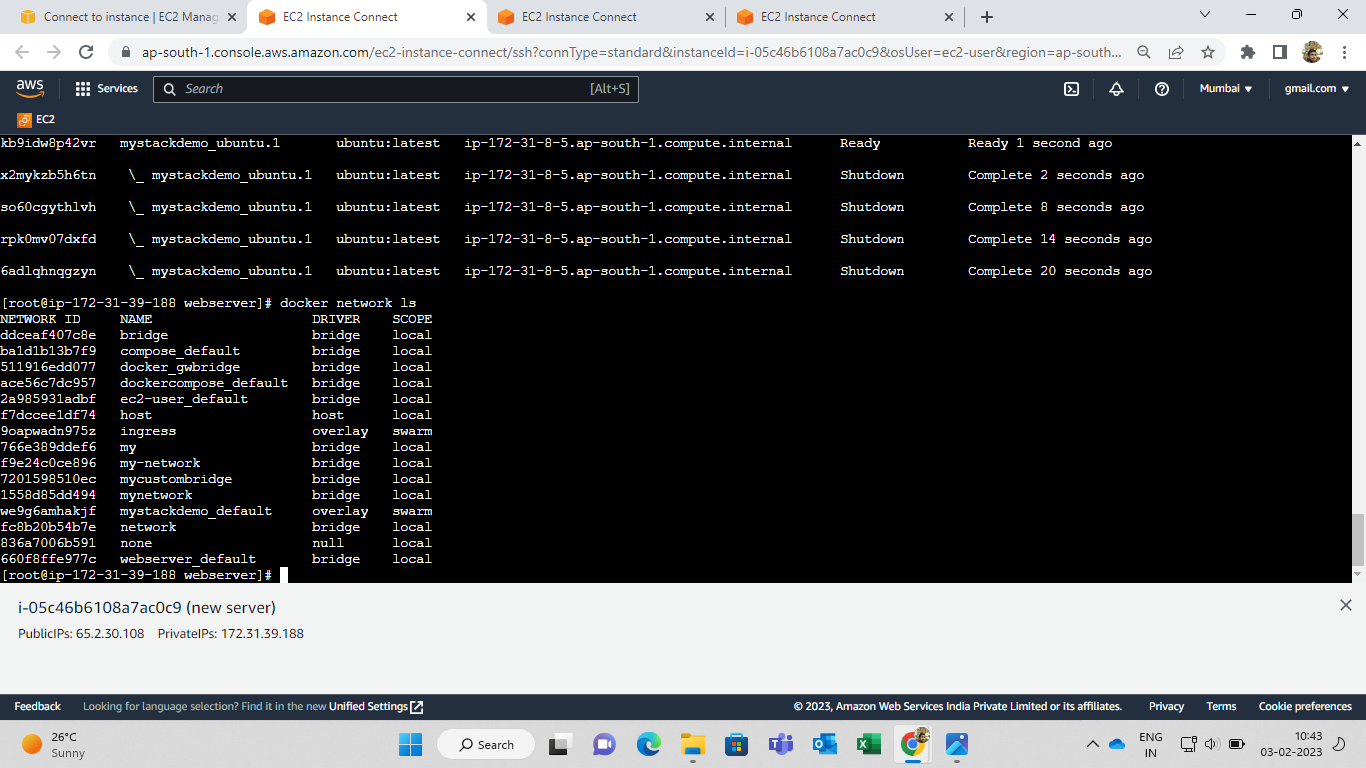 Connect to instance | EC2 Manag
EC2 Instance Connect
EC2 Instance Connect
EC2 Instance Connect
ap-south-1.console.aws.amazon.com/ec2-instance-connect/ssh?connType=standard&instanceId=i-05c46b6108a7ac0c9&osUser=ec2-user&region=ap-south...
aws Services Search [Alt+S] Mumbai gmail.com
EC2
kb9idw8p42vr mystackdemo_ubuntu.1 ubuntu:latest ip-172-31-8-5.ap-south-1.compute.internal Ready Ready 1 second ago
x2mykzb5h6tn \_ mystackdemo_ubuntu.1 ubuntu:latest ip-172-31-8-5.ap-south-1.compute.internal Shutdown Complete 2 seconds ago
so60cgythlvh \_ mystackdemo_ubuntu.1 ubuntu:latest ip-172-31-8-5.ap-south-1.compute.internal Shutdown Complete 8 seconds ago
rpk0mv07dxfd \_ mystackdemo_ubuntu.1 ubuntu:latest ip-172-31-8-5.ap-south-1.compute.internal Shutdown Complete 14 seconds ago
6adlqhnqgzyn \_ mystackdemo_ubuntu.1 ubuntu:latest ip-172-31-8-5.ap-south-1.compute.internal Shutdown Complete 20 seconds ago
[root@ip-172-31-39-188 webserver]# docker network ls
NETWORK ID NAME DRIVER SCOPE
ddceaf407c8e bridge bridge local
ba1d1b13b7f9 compose_default bridge local
511916edd077 docker_gwbridge bridge local
ace56c7dc957 dockercompose_default bridge local
2a985931adbf ec2-user_default bridge local
f7dccee1df74 host host local
9oapwadn975z ingress overlay swarm
766e389ddef6 my bridge local
f9e24c0ce896 my-network bridge local
7201598510ec mycustombridge bridge local
1558d85dd494 mynetwork bridge local
we9g6amhakjf mystackdemo_default overlay swarm
fc8b20b54b7e network bridge local
836a7006b591 none null local
660f8ffe977c webserver_default bridge local
[root@ip-172-31-39-188 webserver]#
i-05c46b6108a7ac0c9 (new server)
PublicIPs: 65.2.30.108 PrivateIPs: 172.31.39.188
Feedback Looking for language selection? Find it in the new Unified Settings © 2023, Amazon Web Services India Private Limited or its affiliates. Privacy Terms Cookie preferences
26°C
Sunny
Search
ENG
IN
10:43
03-02-2023